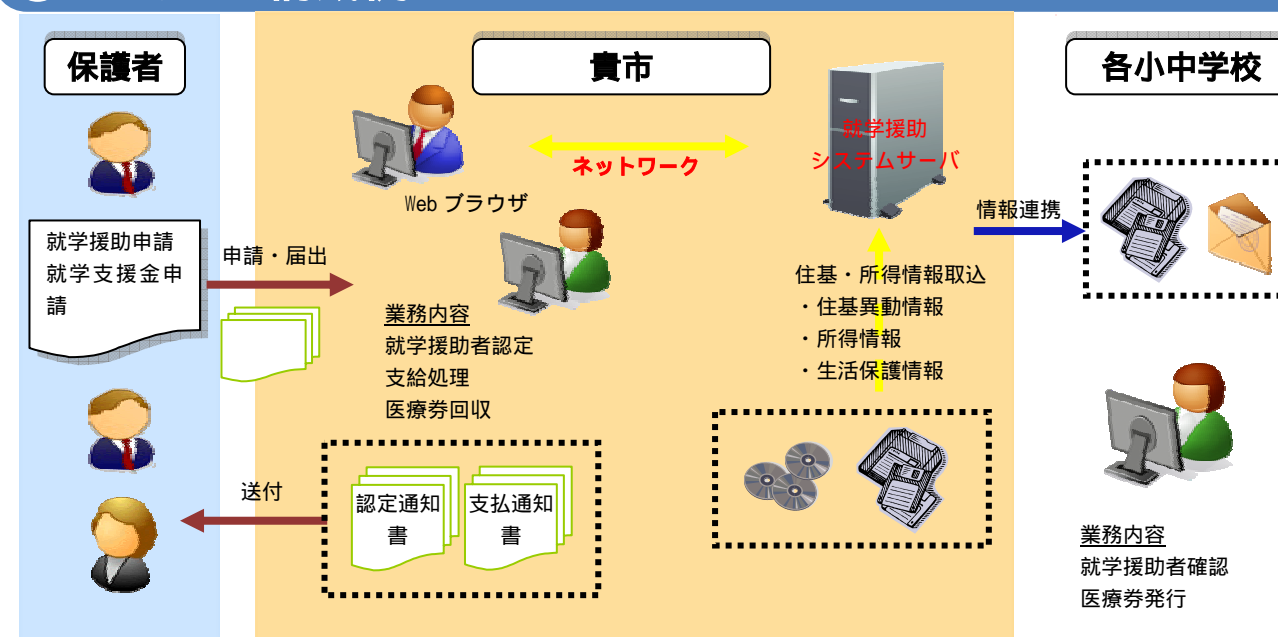 保護者
貴市
各小中学校
就学援助
システムサーバ
ネットワーク
Web ブラウザ
情報連携
就学援助申請
就学支援金申
請
申請・届出
住基・所得情報取込
・住基異動情報
・所得情報
・生活保護情報
業務内容
就学援助者認定
支給処理
医療券回収
送付
認定通知
書
支払通知
書
業務内容
就学援助者確認
医療券発行